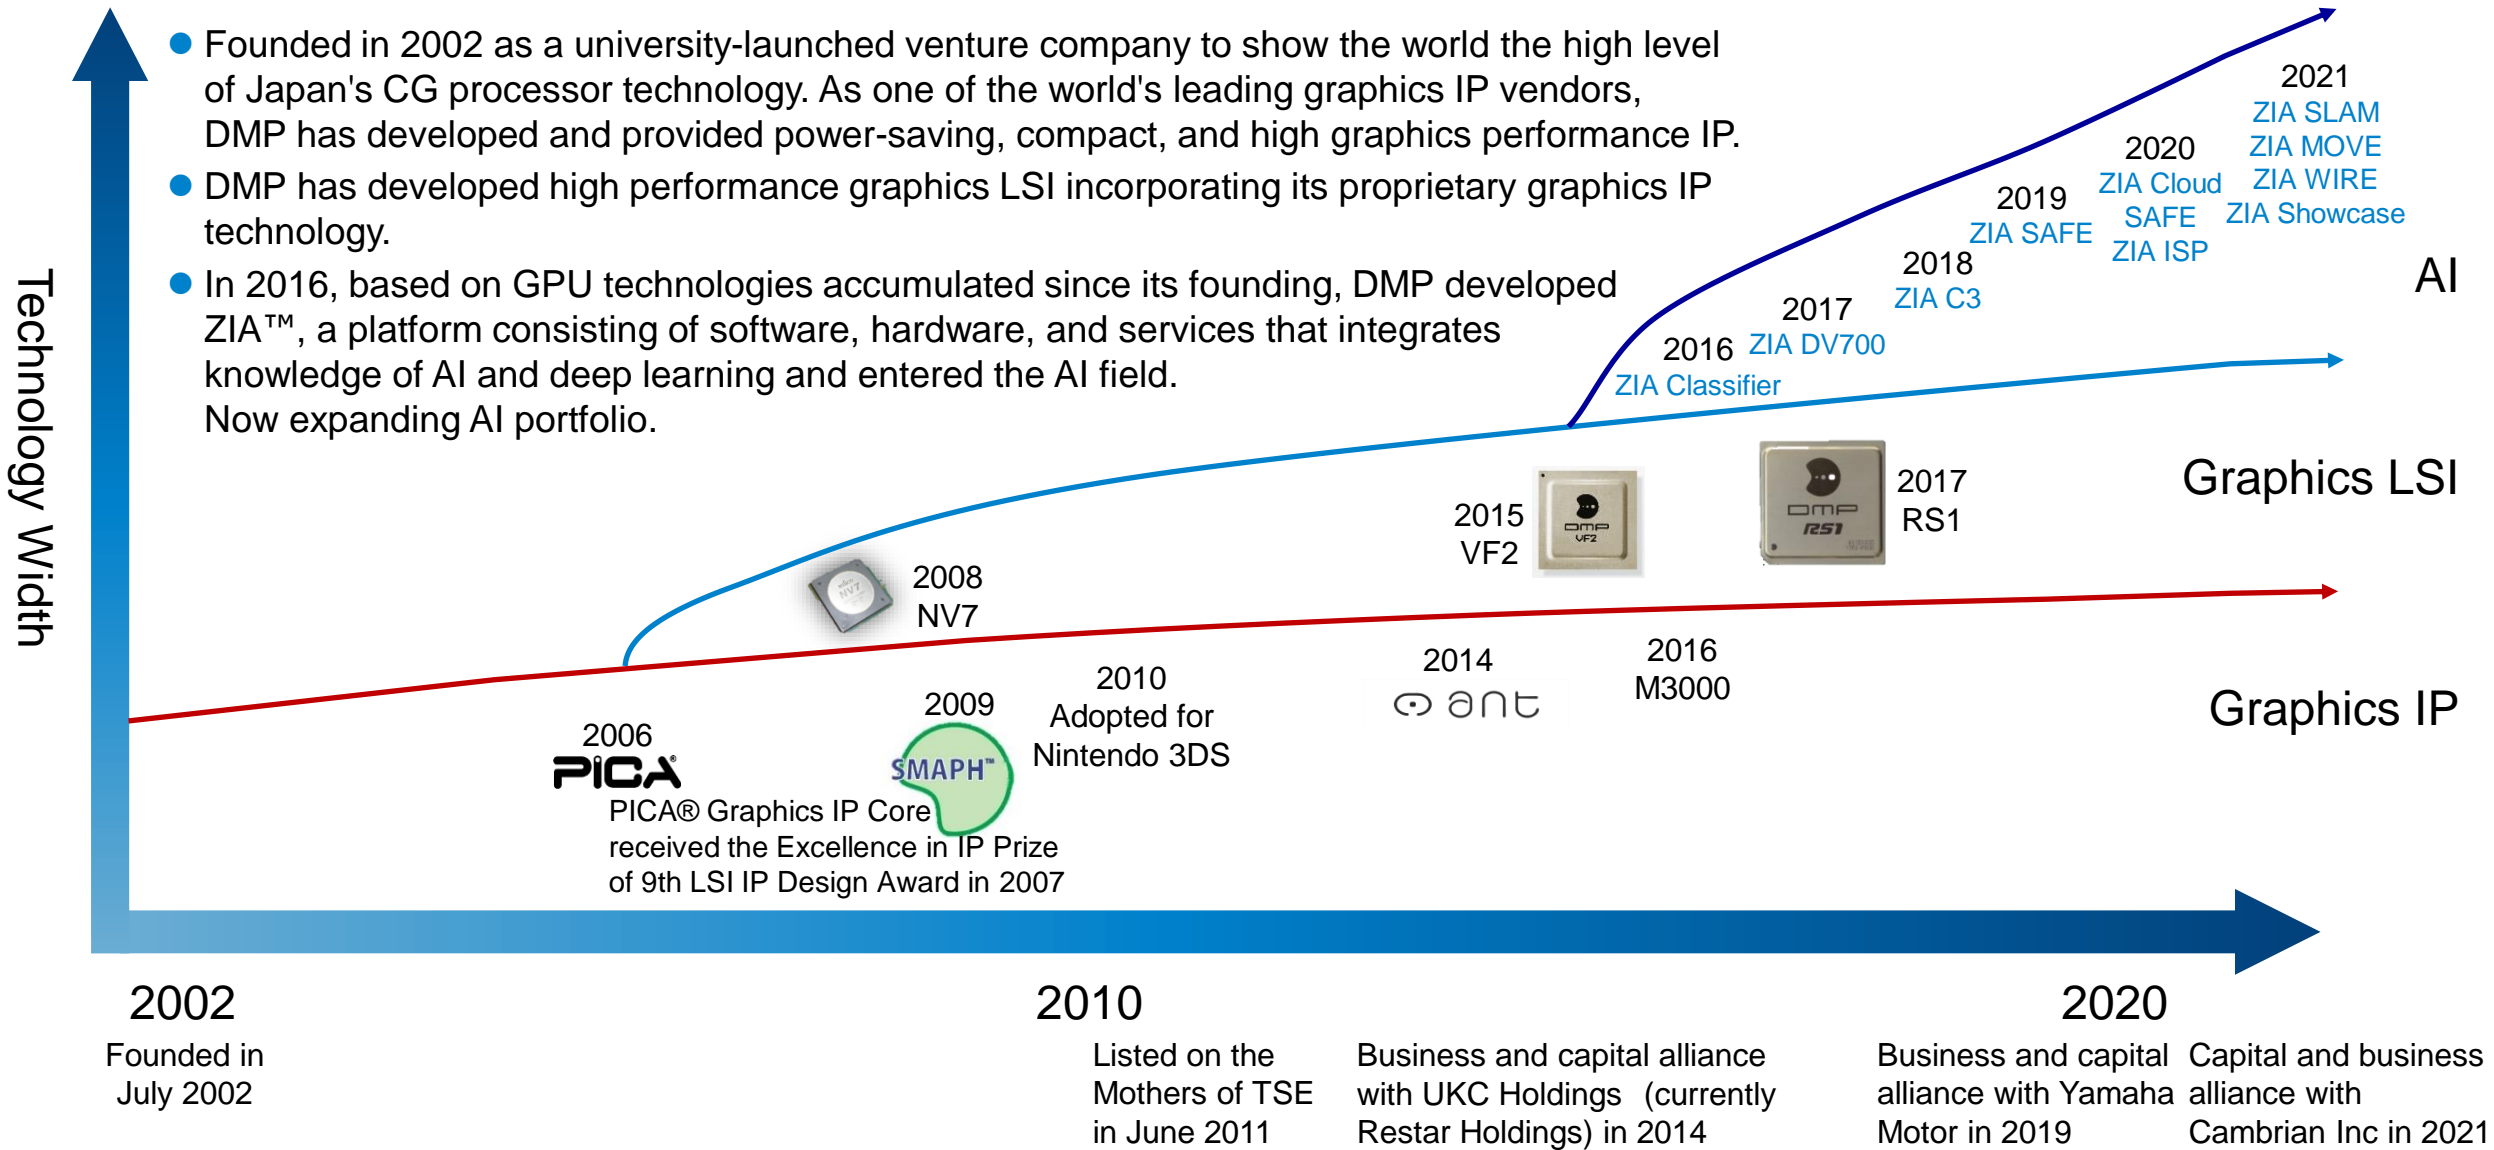 Founded in 2002 as a university-launched venture company to show the world the high level
of Japan's CG processor technology. As one of the world's leading graphics IP vendors,
DMP has developed and provided power-saving, compact, and high graphics performance IP.
DMP has developed high performance graphics LSI incorporating its proprietary graphics IP
technology.
In 2016, based on GPU technologies accumulated since its founding, DMP developed
ZIA™, a platform consisting of software, hardware, and services that integrates
knowledge of AI and deep learning and entered the AI field.
Now expanding AI portfolio.
Technology Width
2021
ZIA SLAM
ZIA MOVE
ZIA WIRE
ZIA Showcase
2020
ZIA Cloud
SAFE
ZIA ISP
2019
ZIA SAFE
2018
ZIA C3
2017
ZIA DV700
2016
ZIA Classifier
AI
Graphics LSI
2008
NV7
NV7
2015
VF2
DMP
VF2
DMP
RS1
2017
RS1
Graphics IP
2006
PICA®
PICA® Graphics IP Core
received the Excellence in IP Prize
of 9th LSI IP Design Award in 2007
2009
SMAPH™
2010
Adopted for
Nintendo 3DS
2014
ant
2016
M3000
2002
Founded in
July 2002
2010
Listed on the
Mothers of TSE
in June 2011
Business and capital alliance
with UKC Holdings (currently
Restar Holdings) in 2014
2020
Business and capital
alliance with Yamaha
Motor in 2019
Capital and business
alliance with
Cambrian Inc in 2021